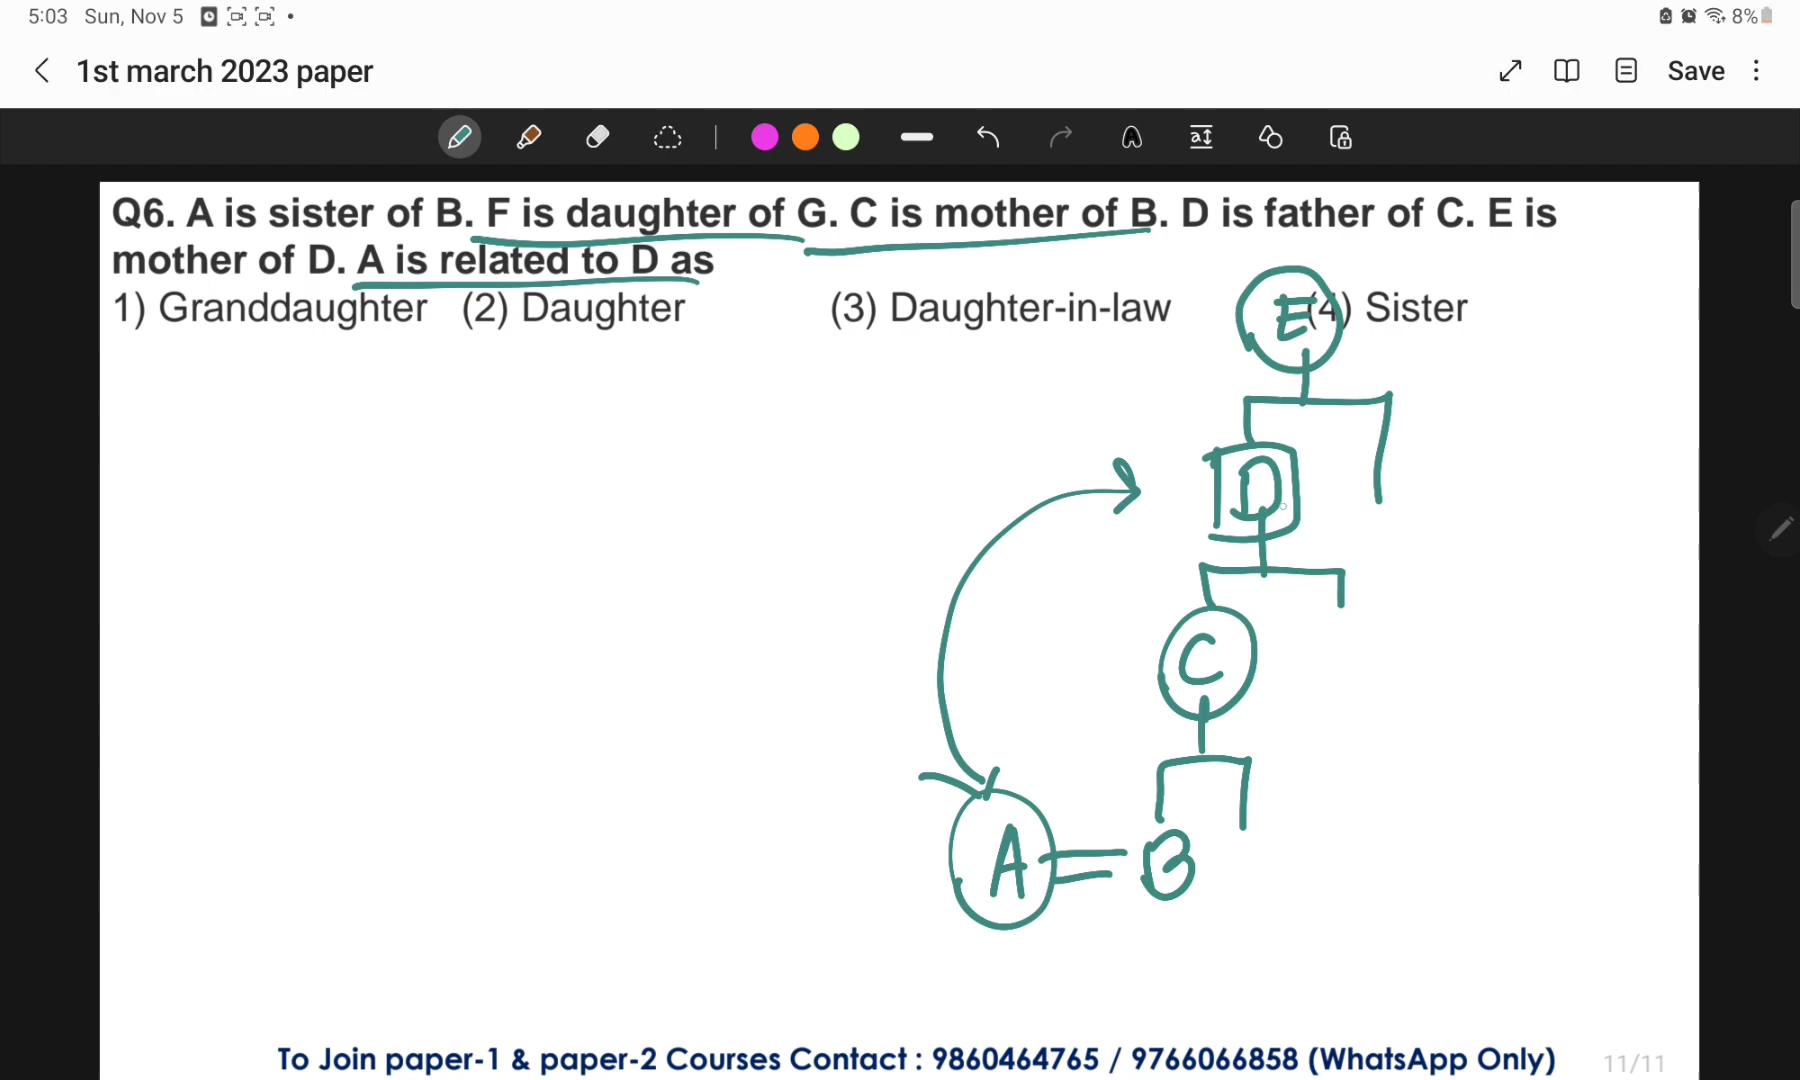 5:03 Sun, Nov 5 8%
1st march 2023 paper Save
Q6. A is sister of B. F is daughter of G. C is mother of B. D is father of C. E is
mother of D. A is related to D as
1) Granddaughter (2) Daughter (3) Daughter-in-law (4) Sister
E
D
C
A = B
To Join paper-1 & paper-2 Courses Contact : 9860464765 / 9766066858 (WhatsApp Only) 11/11